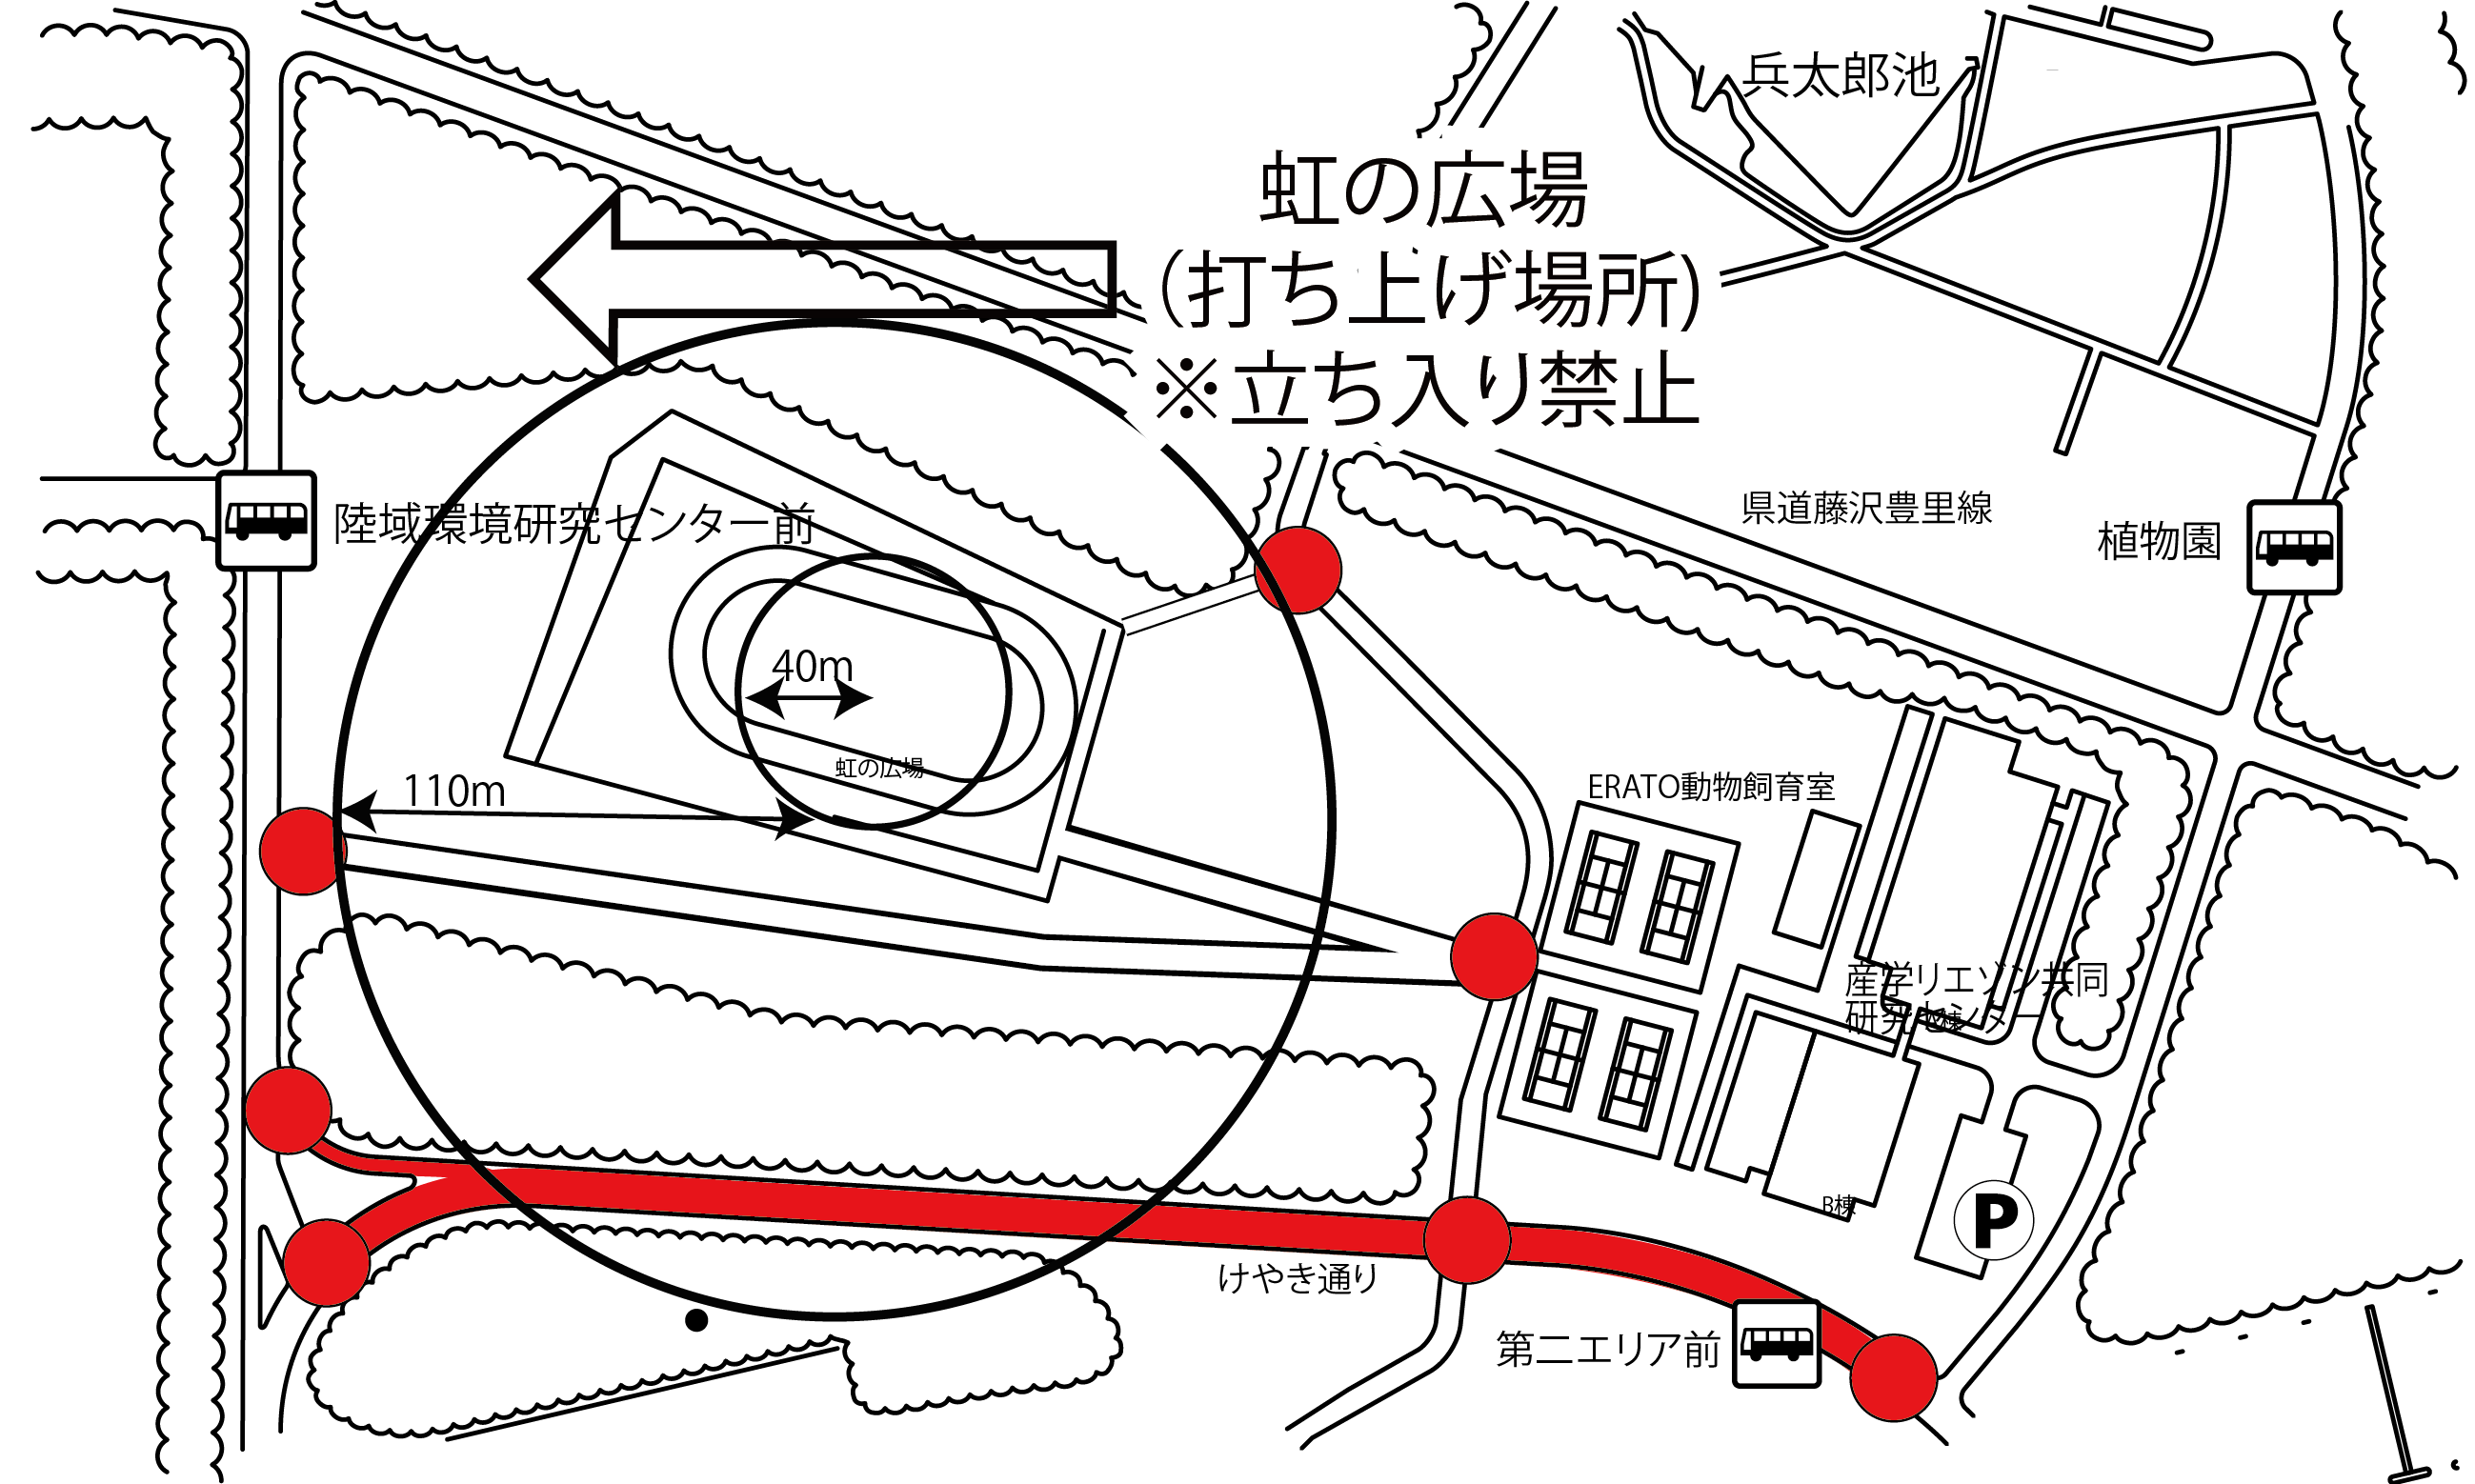 兵太郎池
虹の広場
(打ち上げ場所)
※立ち入り禁止
陸域環境研究センター前
県道藤沢豊里線
植物園
40m
虹の広場
110m
ERATO動物飼育室
産学リエゾン共同
研究センター
B棟
P
けやき通り
第二エリア前